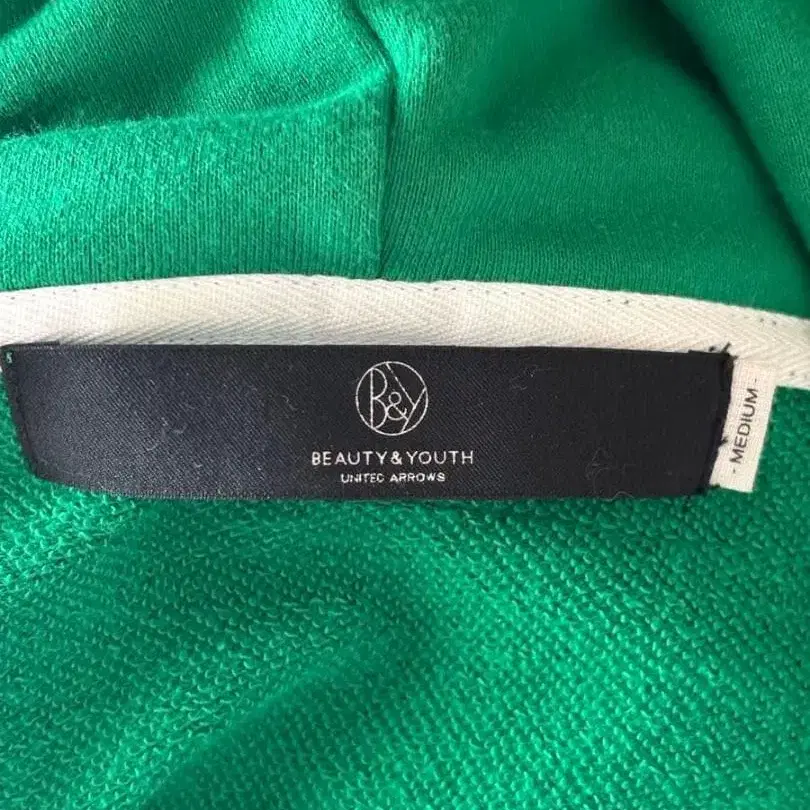 B&Y
BEAUTY & YOUTH
UNITED ARROWS
- MEDIUM -